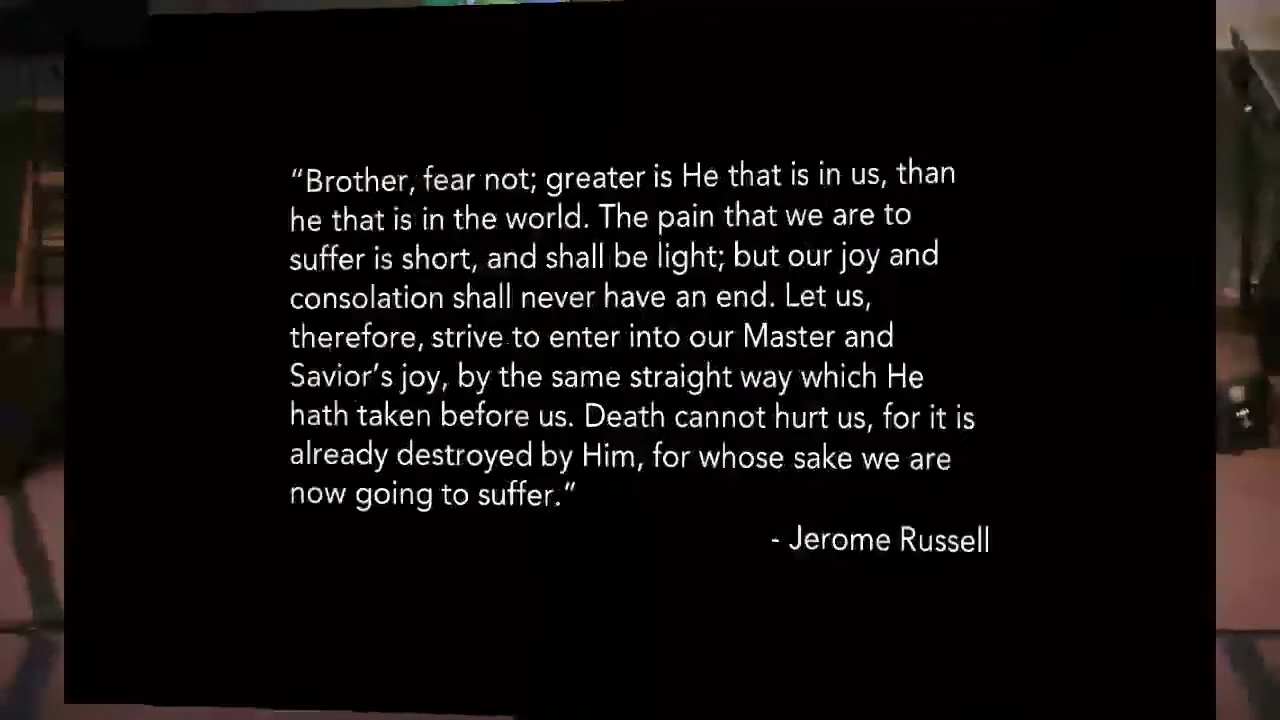 “Brother, fear not; greater is He that is in us, than
he that is in the world. The pain that we are to
suffer is short, and shall be light; but our joy and
consolation shall never have an end. Let us,
therefore, strive to enter into our Master and
Savior’s joy, by the same straight way which He
hath taken before us. Death cannot hurt us, for it is
already destroyed by Him, for whose sake we are
now going to suffer.”
- Jerome Russell